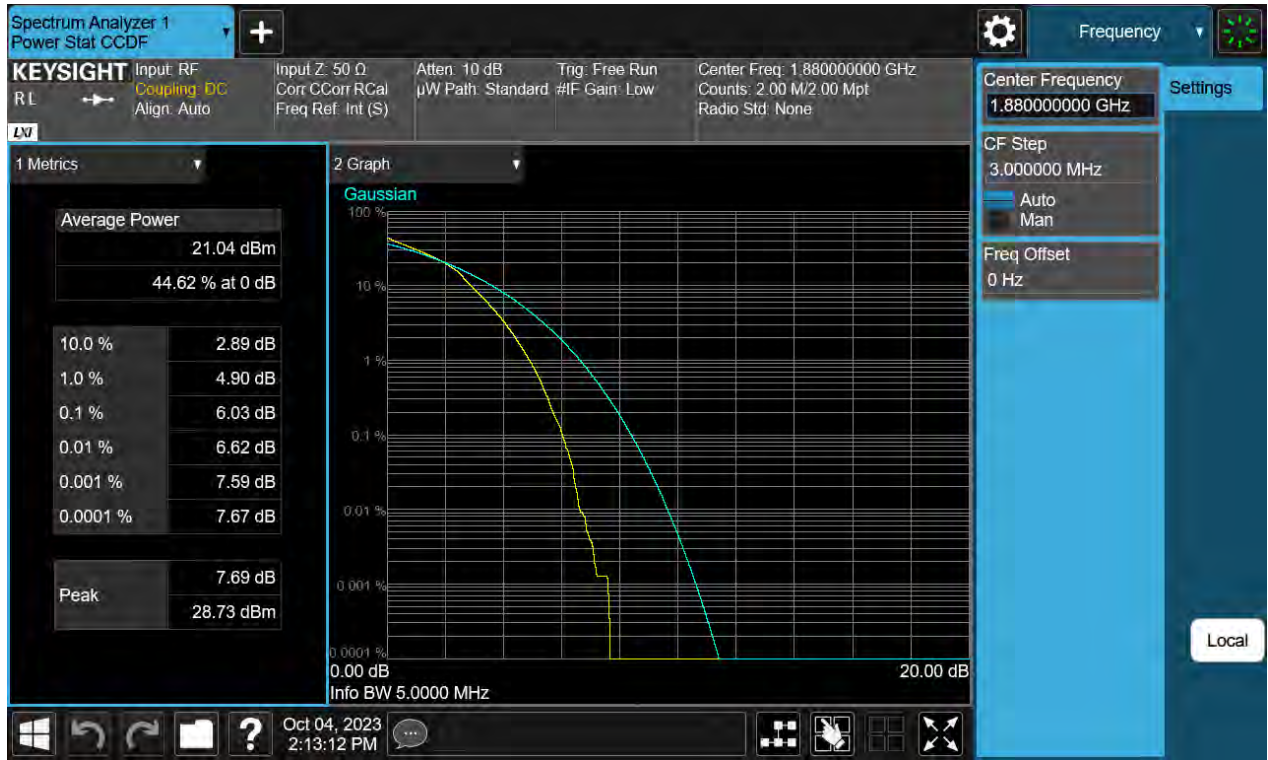 Spectrum Analyzer 1
Power Stat CCDF
+
Frequency
KEYSIGHT
RL
LXI
Input: RF
Coupling: DC
Align: Auto
Input Z: 50 Ω
Corr CCorr RCal
Freq Ref: Int (S)
Atten: 10 dB
µW Path: Standard
Trig: Free Run
#IF Gain: Low
Center Freq: 1.880000000 GHz
Counts: 2.00 M/2.00 Mpt
Radio Std: None
Center Frequency
1.880000000 GHz
Settings
CF Step
3.000000 MHz
Auto
Man
Freq Offset
0 Hz
1 Metrics
Average Power
21.04 dBm
44.62 % at 0 dB
10.0 % 2.89 dB
1.0 % 4.90 dB
0.1 % 6.03 dB
0.01 % 6.62 dB
0.001 % 7.59 dB
0.0001 % 7.67 dB
Peak
7.69 dB
28.73 dBm
2 Graph
Gaussian
100 %
10 %
1 %
0.1 %
0.01 %
0.001 %
0.0001 %
0.00 dB
20.00 dB
Info BW 5.0000 MHz
Local
?
Oct 04, 2023
2:13:12 PM